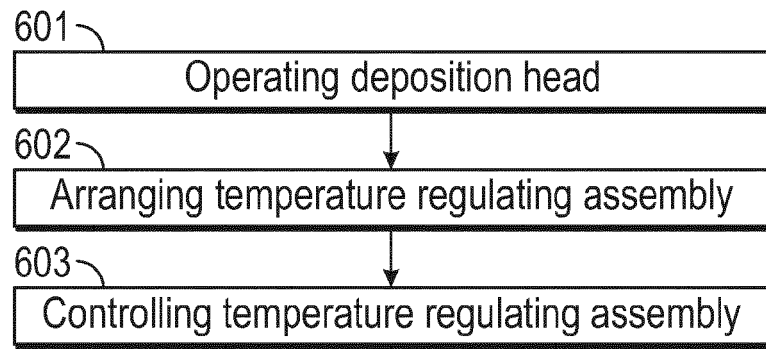 601
Operating deposition head
602
Arranging temperature regulating assembly
603
Controlling temperature regulating assembly